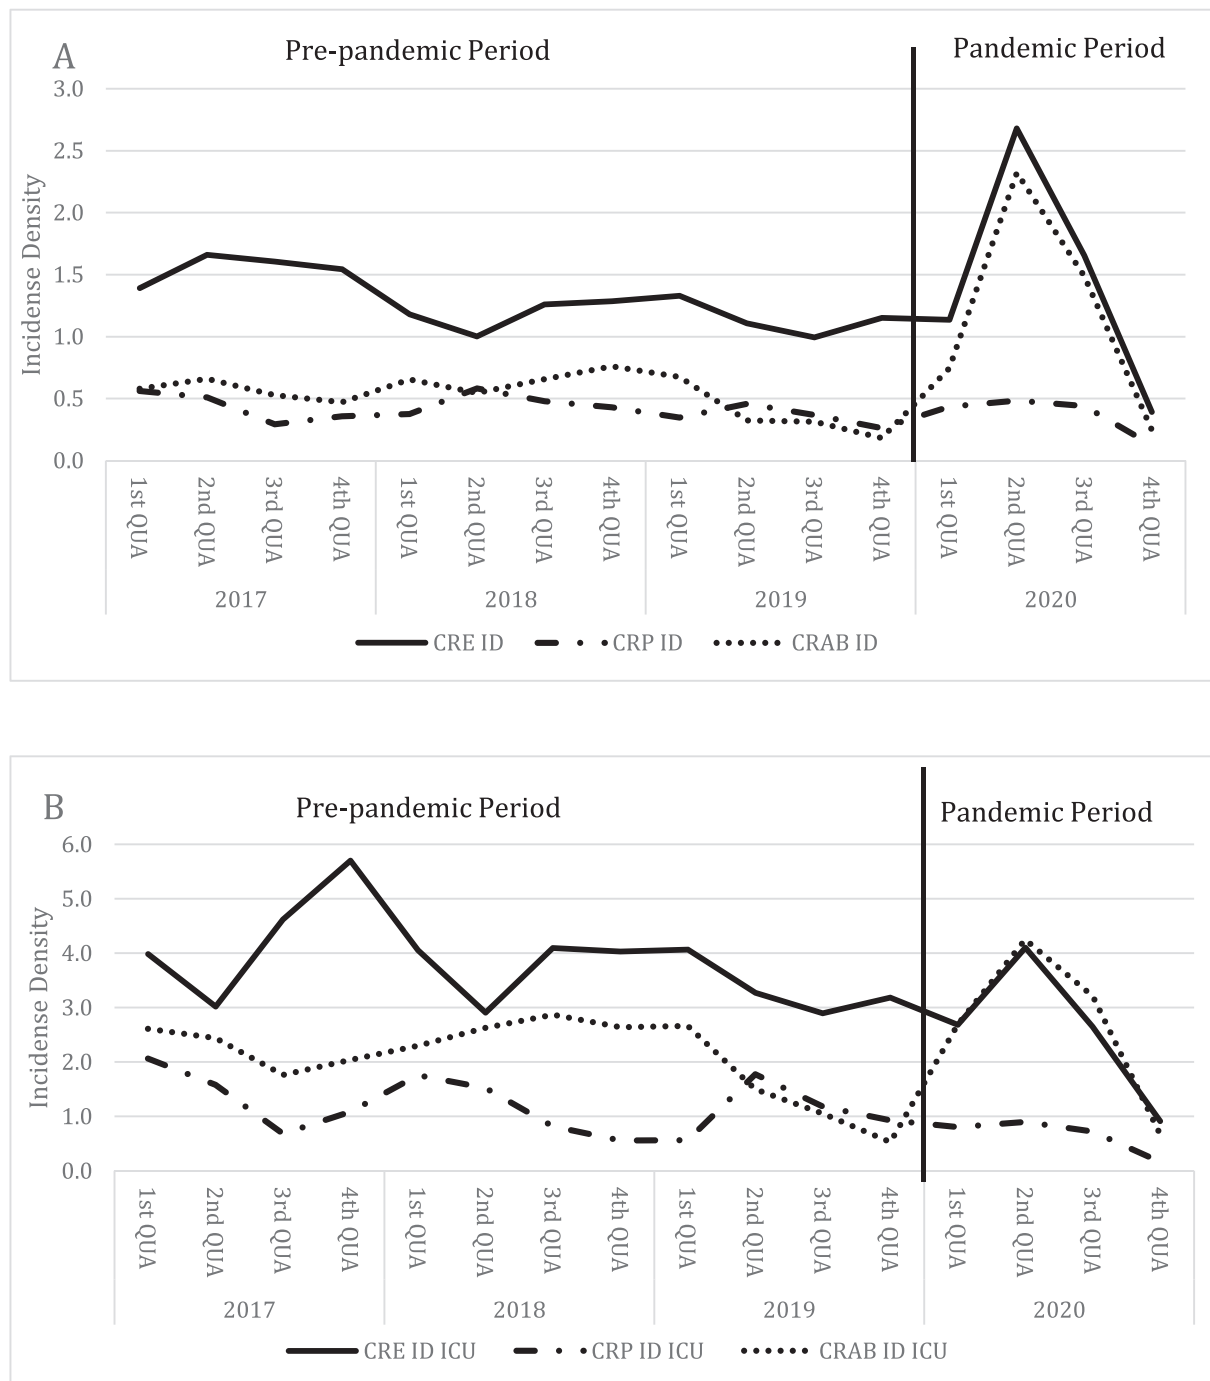 A
Pre-pandemic Period
Pandemic Period
3.0
2.5
2.0
1.5
1.0
0.5
0.0
Incidense Density
1st QUA
2nd QUA
3rd QUA
4th QUA
1st QUA
2nd QUA
3rd QUA
4th QUA
1st QUA
2nd QUA
3rd QUA
4th QUA
1st QUA
2nd QUA
3rd QUA
4th QUA
2017
2018
2019
2020
CRE ID
CRP ID
CRAB ID
B
Pre-pandemic Period
Pandemic Period
6.0
5.0
4.0
3.0
2.0
1.0
0.0
Incidense Density
1st QUA
2nd QUA
3rd QUA
4th QUA
1st QUA
2nd QUA
3rd QUA
4th QUA
1st QUA
2nd QUA
3rd QUA
4th QUA
1st QUA
2nd QUA
3rd QUA
4th QUA
2017
2018
2019
2020
CRE ID ICU
CRP ID ICU
CRAB ID ICU